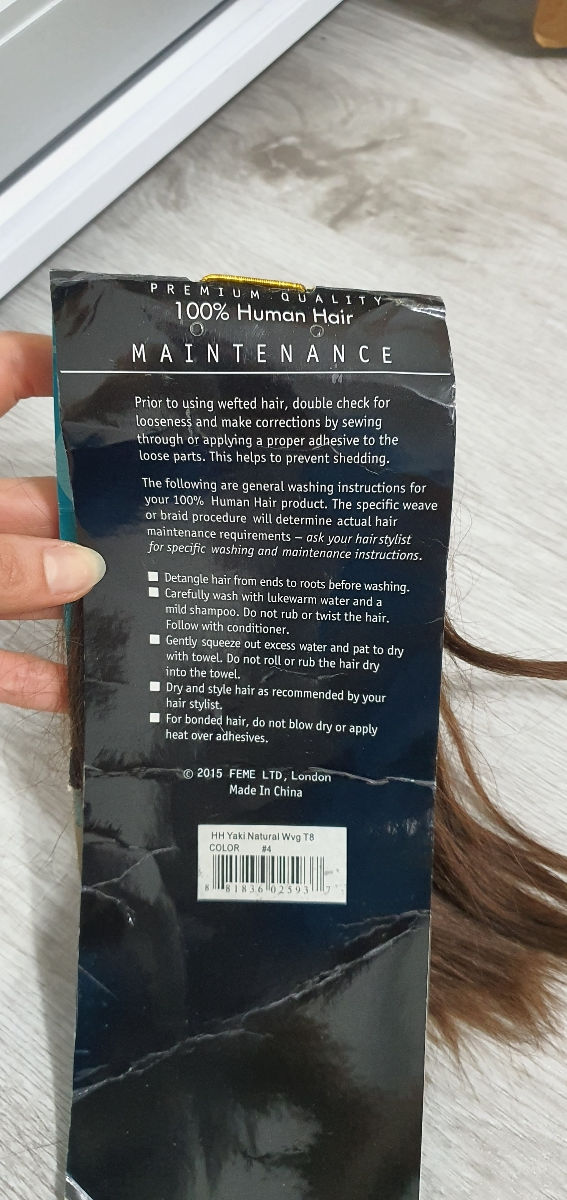 PREMIUM QUALITY
100% Human Hair
MAINTENANCE
Prior to using wefted hair, double check for
looseness and make corrections by sewing
through or applying a proper adhesive to the
loose parts. This helps to prevent shedding.
The following are general washing instructions for
your 100% Human Hair product. The specific weave
or braid procedure will determine actual hair
maintenance requirements – ask your hairstylist
for specific washing and maintenance instructions.
Detangle hair from ends to roots before washing.
Carefully wash with lukewarm water and a
mild shampoo. Do not rub or twist the hair.
Follow with conditioner.
Gently squeeze out excess water and pat to dry
with towel. Do not roll or rub the hair dry
into the towel.
Dry and style hair as recommended by your
hair stylist.
For bonded hair, do not blow dry or apply
heat over adhesives.
© 2015 FEME LTD, London
Made In China
HH Yaki Natural Wvg T8
COLOR #4
8 81836 02593 7